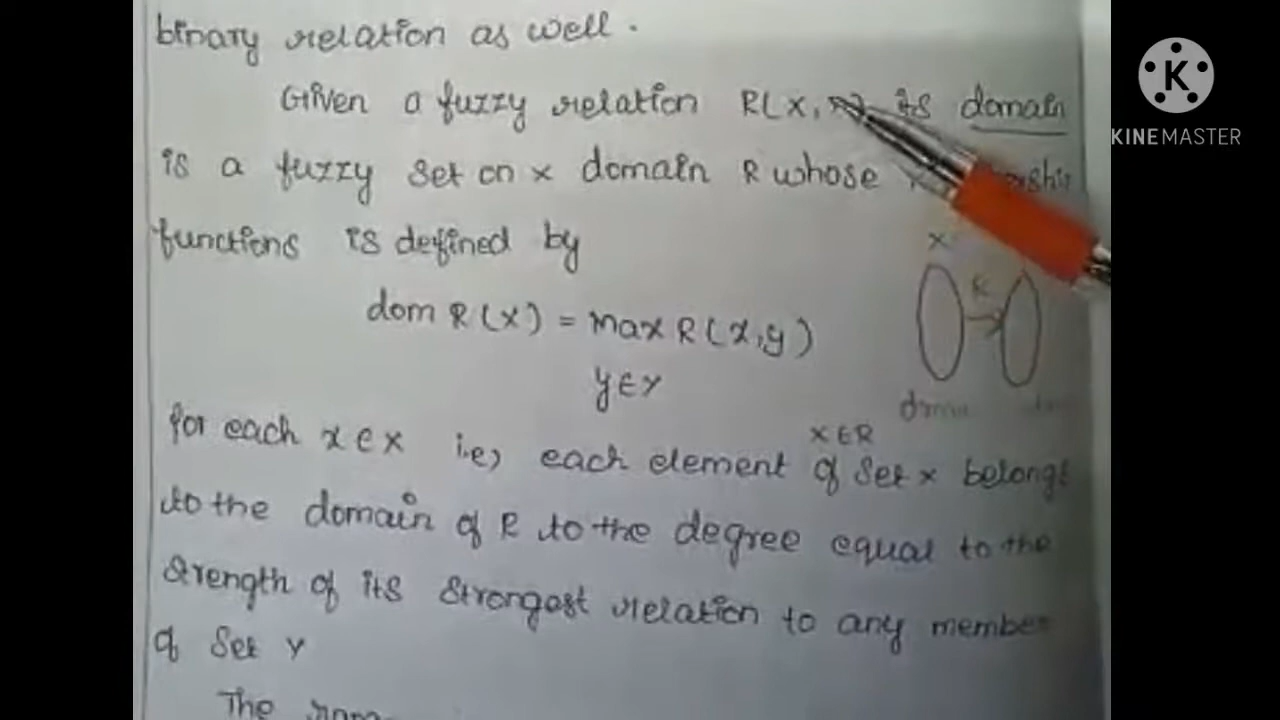 binary relation as well.
Given a fuzzy relation R(X, its domain
is a fuzzy set on x domain R whose
functions is defined by
dom R(x) = max R(x,y)
y∈Y
for each x∈X i.e, each element of set x belongs
x∈R
to the domain of R to the degree equal to the
strength of its strongest relation to any member
of set Y
The
X
R
K
KINEMASTER